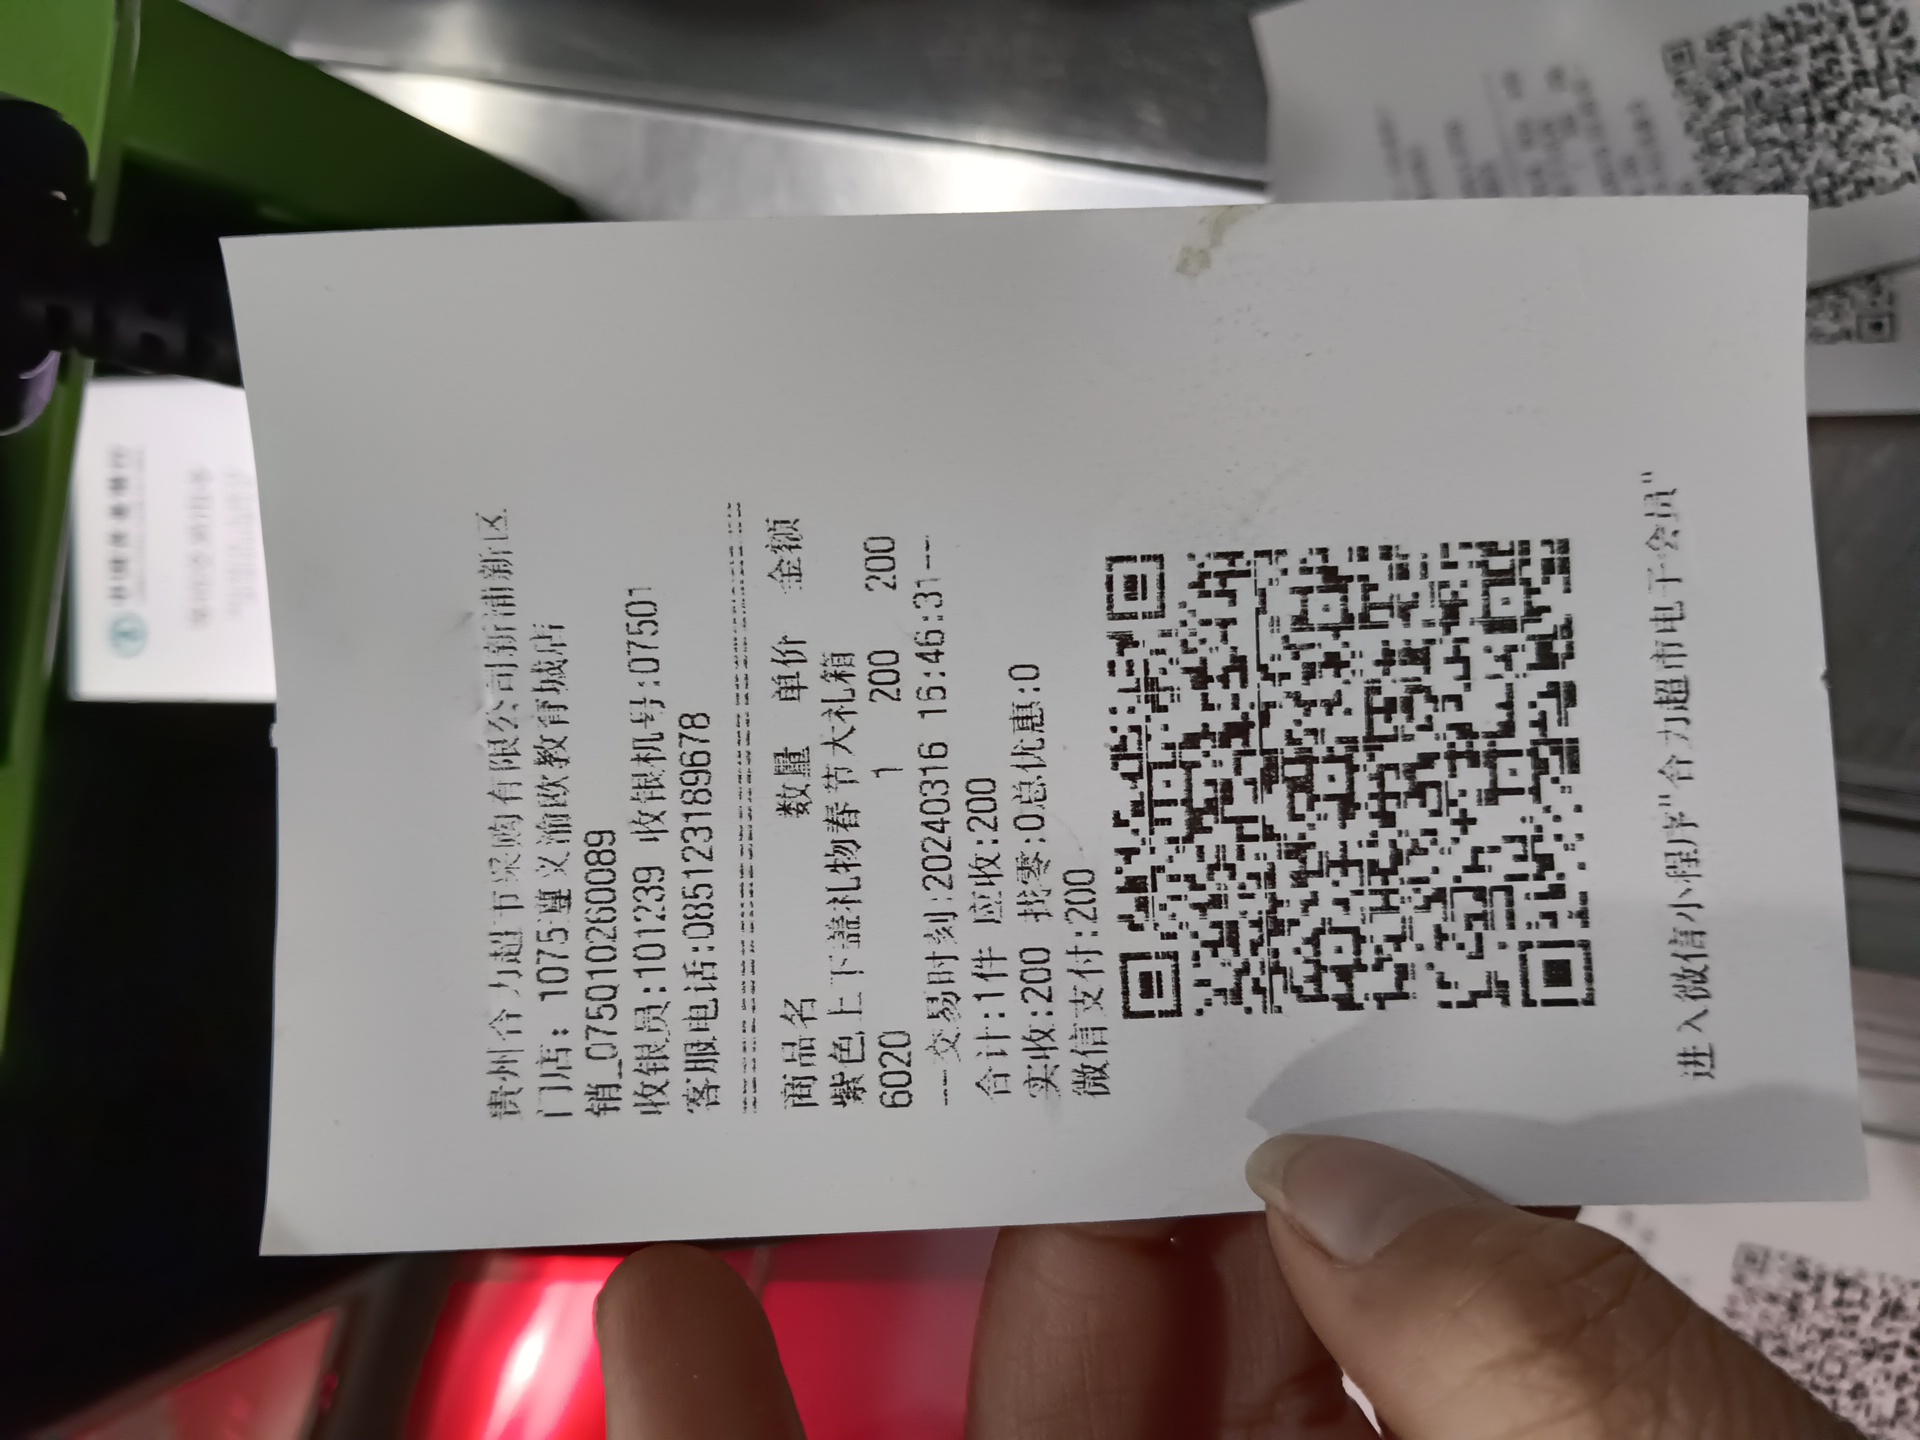 贵州合力超市采购有限公司新浦新区
门店: 1075遵义渝欧教育城店
销_075Q10260089
收银员:101239 收银机号:07501
客服电话:085123189678
商品名 数量 单价 金额
紫色上下盖礼物春节大礼箱
6020 1 200 200
---交易时刻:20240316 15:46:31---
合计:1件 应收:200
实收:200 找零:0总优惠:0
微信支付:200
进入微信小程序"合力超市电子会员"